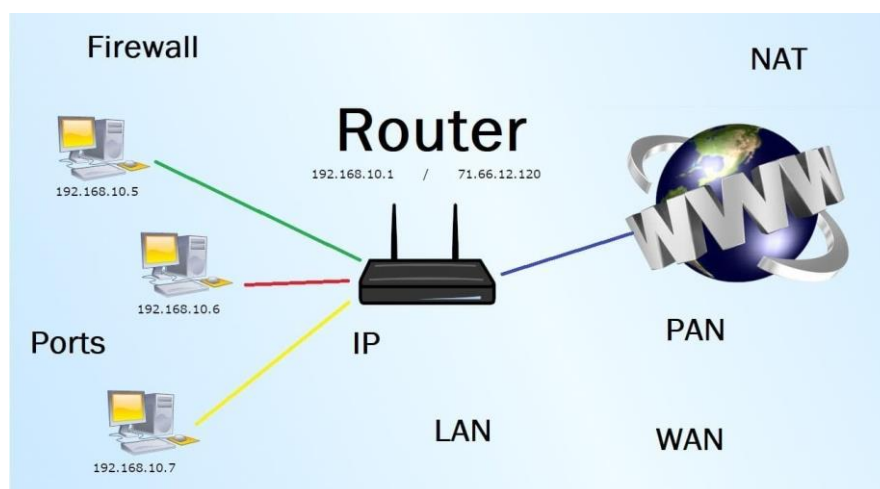 Firewall
NAT
Router
192.168.10.1 / 71.66.12.120
192.168.10.5
WWW
192.168.10.6
Ports
IP
PAN
LAN
WAN
192.168.10.7